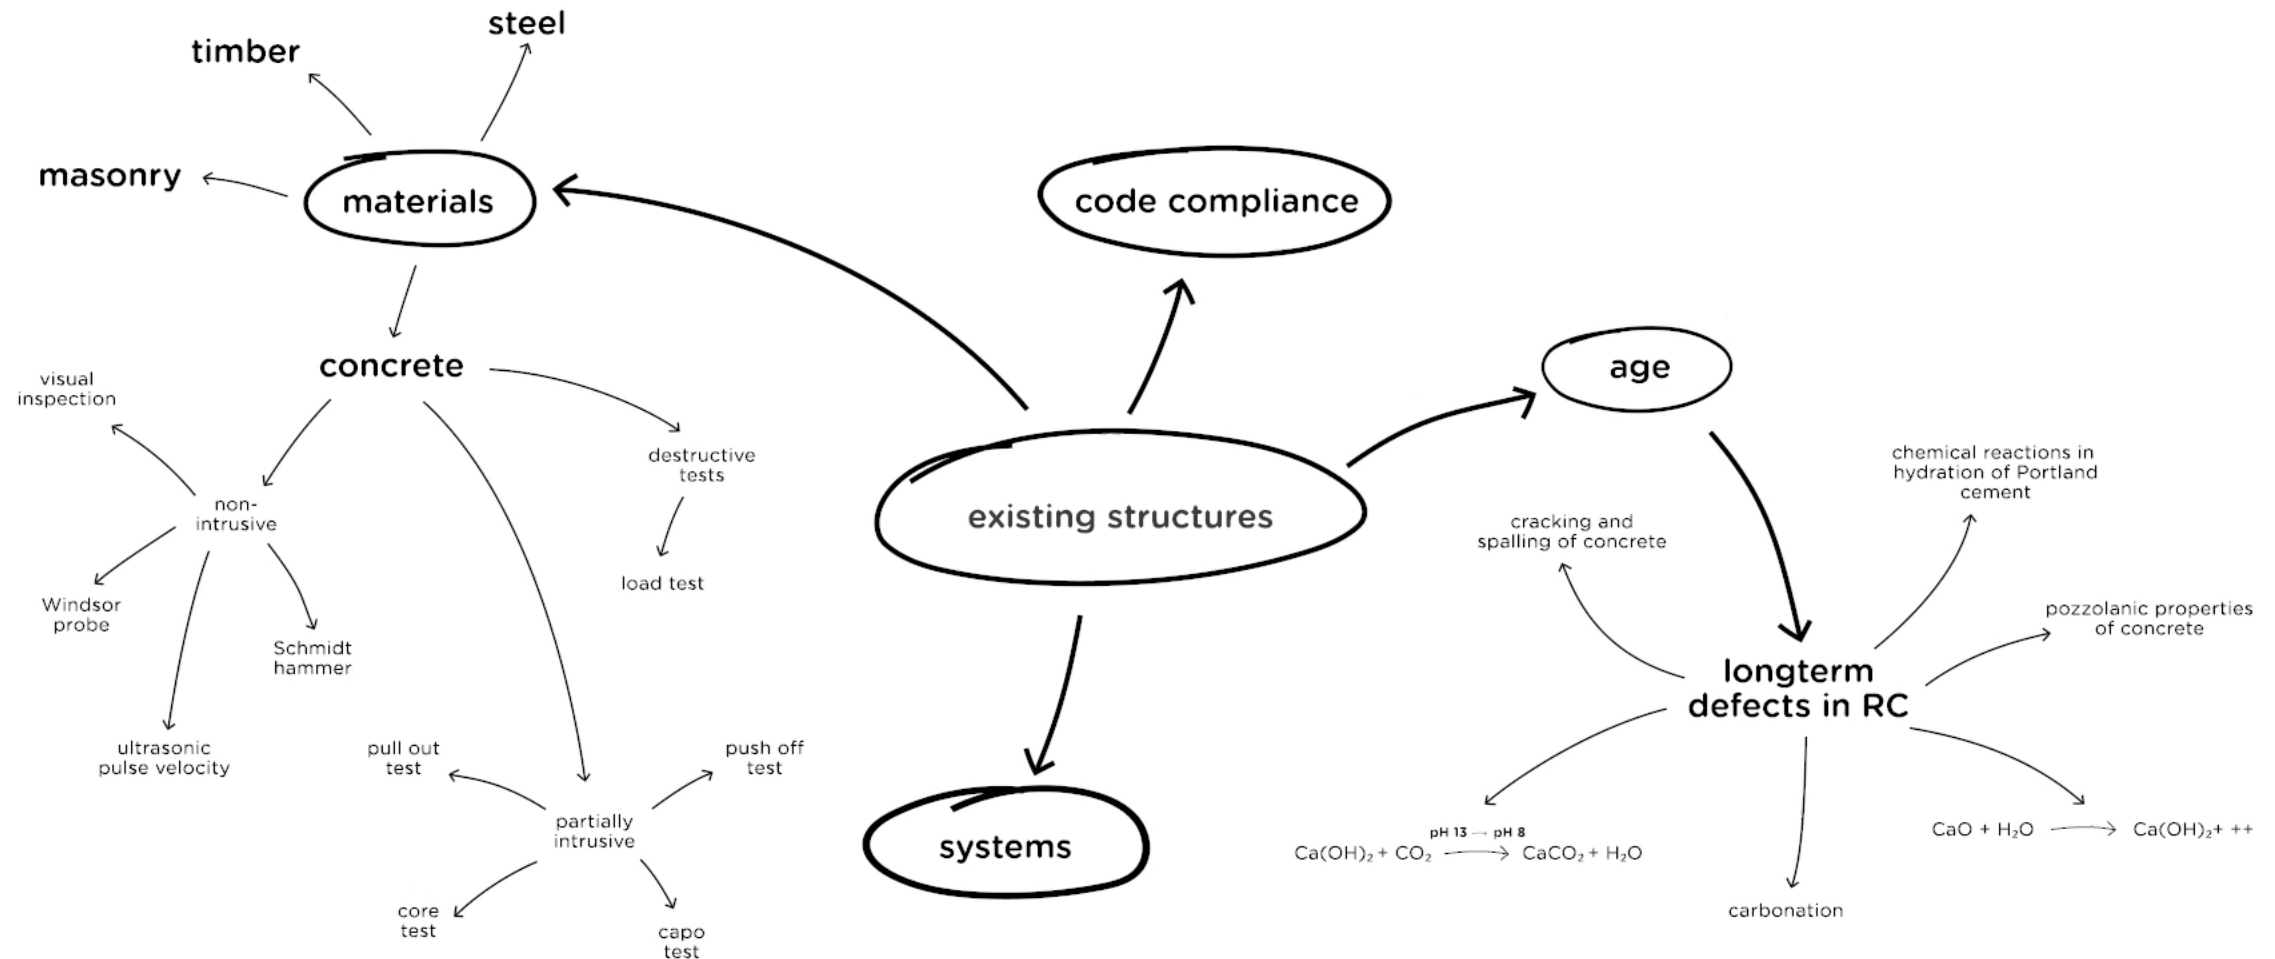 steel
timber
masonry
materials
code compliance
concrete
age
visual
inspection
destructive
tests
non-
intrusive
existing structures
chemical reactions in
hydration of Portland
cement
cracking and
spalling of concrete
load test
Windsor
probe
Schmidt
hammer
pozzolanic properties
of concrete
longterm
defects in RC
ultrasonic
pulse velocity
pull out
test
push off
test
partially
intrusive
systems
pH 13 → pH 8
Ca(OH)₂ + CO₂ → CaCO₂ + H₂O
CaO + H₂O → Ca(OH)₂+ ++
core
test
capo
test
carbonation